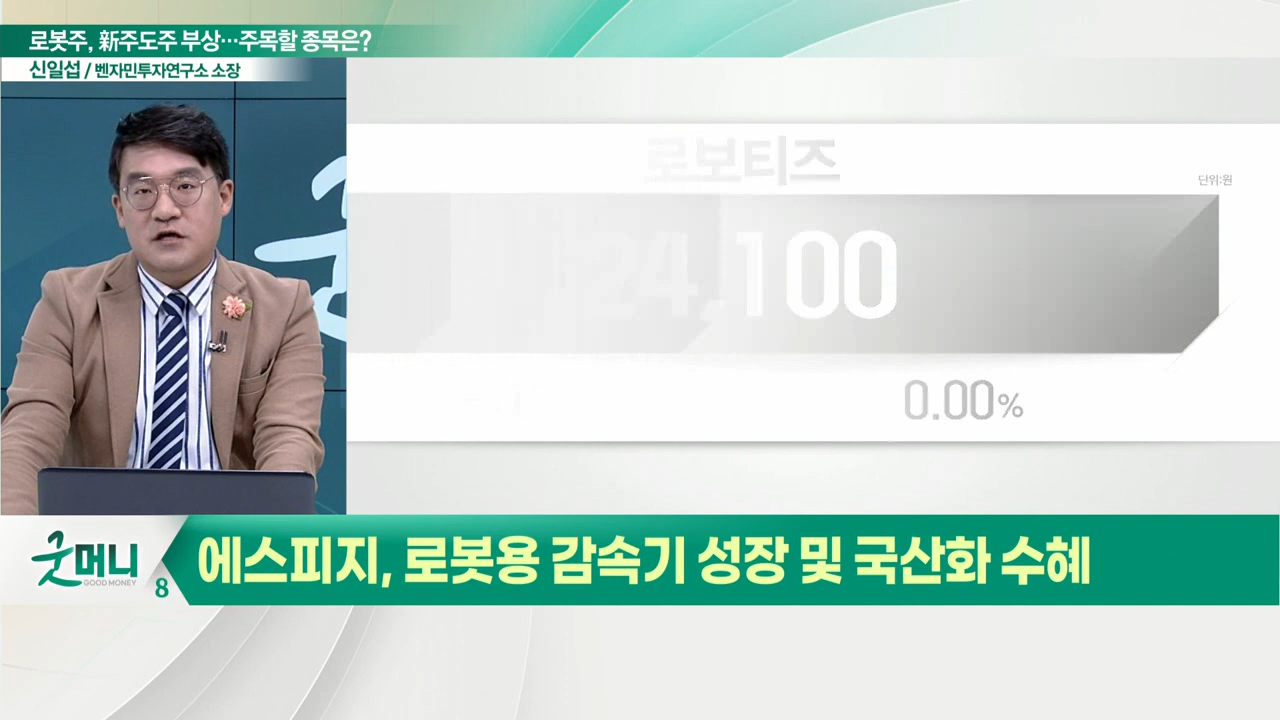 로봇주, 新주도주 부상…주목할 종목은?
신일섭 / 벤자민투자연구소 소장
로보티즈
단위:원
24,100
0.00%
굿머니
GOOD MONEY
8
에스피지, 로봇용 감속기 성장 및 국산화 수혜